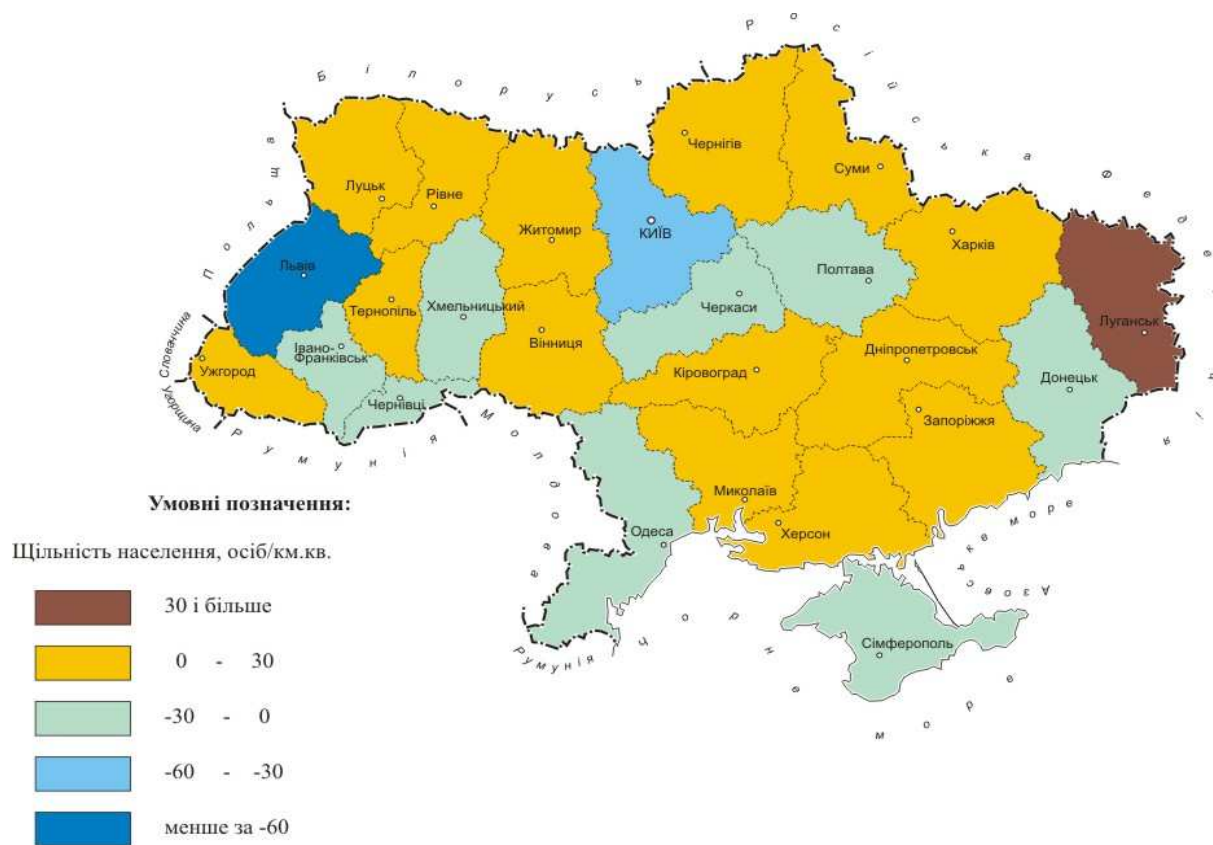 Білорусь
Російська Федерація
Польща
Словаччина
Угорщина
Румунія
Молдова
Румунія
Чорне море
Азовське море
Чернігів
Суми
Луцьк
Рівне
Житомир
КИЇВ
Харків
Львів
Полтава
Тернопіль
Хмельницький
Черкаси
Луганськ
Івано-
Франківськ
Вінниця
Дніпропетровськ
Ужгород
Кіровоград
Донецьк
Чернівці
Запоріжжя
Миколаїв
Херсон
Одеса
Сімферополь
Умовні позначення:
Щільність населення, осіб/км.кв.
30 і більше
0 - 30
-30 - 0
-60 - -30
менше за -60